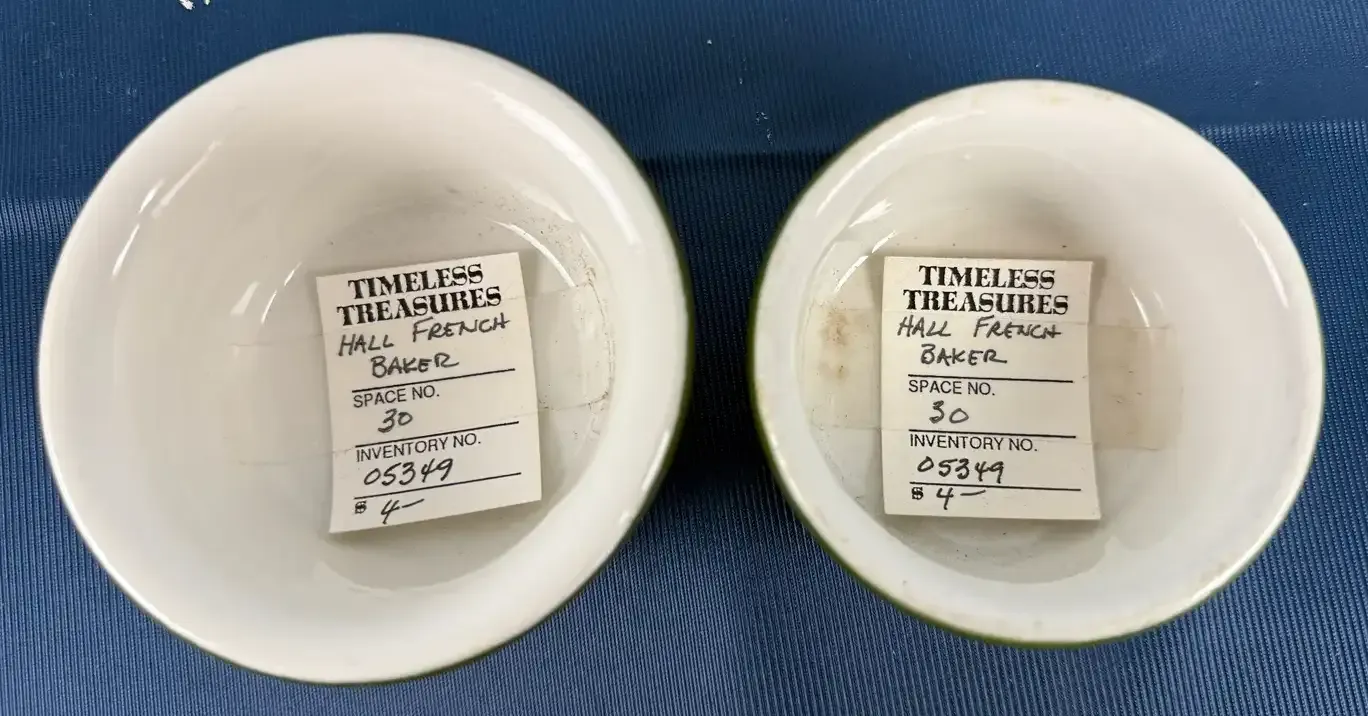 TIMELESS
TREASURES
HALL FRENCH
BAKER
SPACE NO.
30
INVENTORY NO.
05349
$ 4—
TIMELESS
TREASURES
HALL FRENCH
BAKER
SPACE NO.
30
INVENTORY NO.
05349
$ 4—